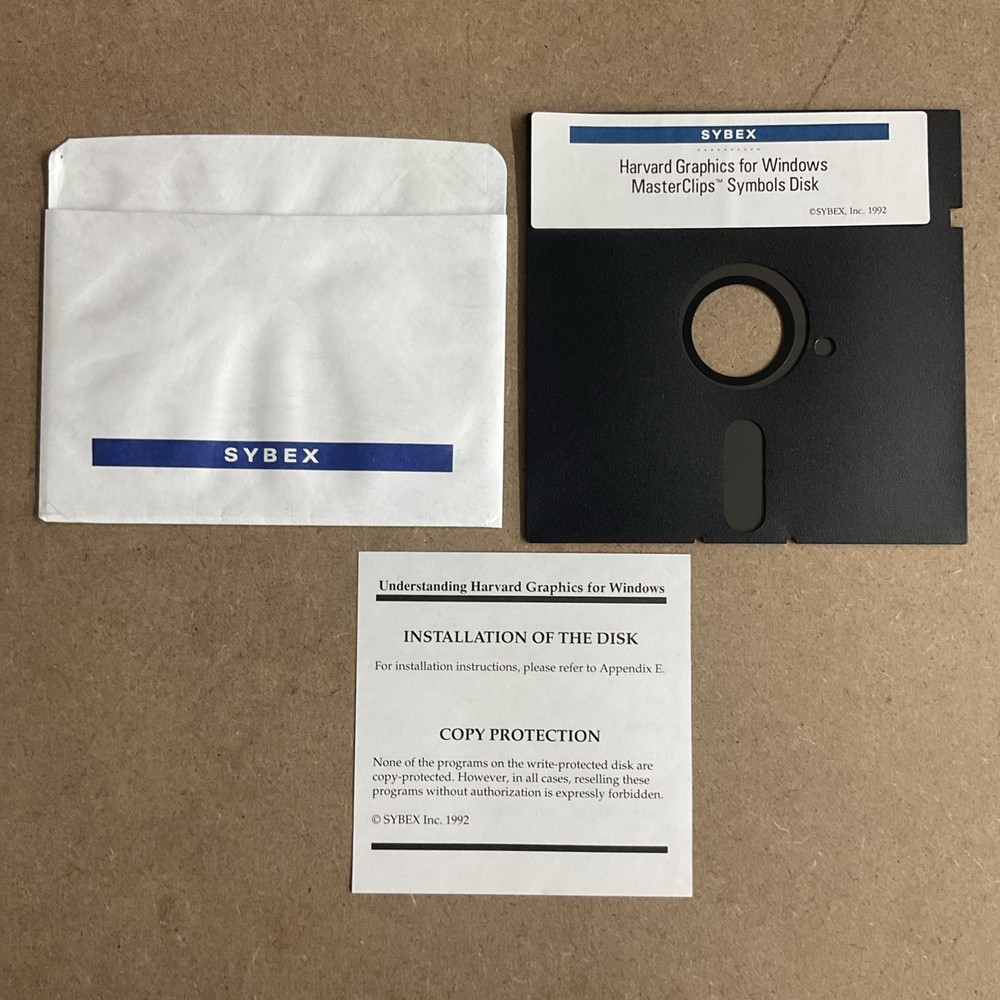 SYBEX
SYBEX
Harvard Graphics for Windows
MasterClips™ Symbols Disk
©SYBEX, Inc. 1992
Understanding Harvard Graphics for Windows
INSTALLATION OF THE DISK
For installation instructions, please refer to Appendix E.
COPY PROTECTION
None of the programs on the write-protected disk are
copy-protected. However, in all cases, reselling these
programs without authorization is expressly forbidden.
© SYBEX Inc. 1992